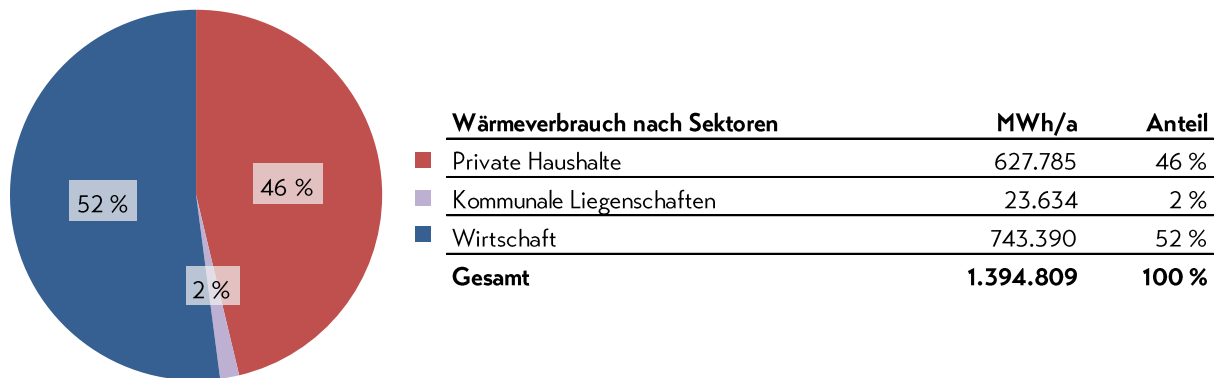 52 %
46 %
2 %
Wärmeverbrauch nach Sektoren MWh/a Anteil
Private Haushalte 627.785 46 %
Kommunale Liegenschaften 23.634 2 %
Wirtschaft 743.390 52 %
Gesamt 1.394.809 100 %